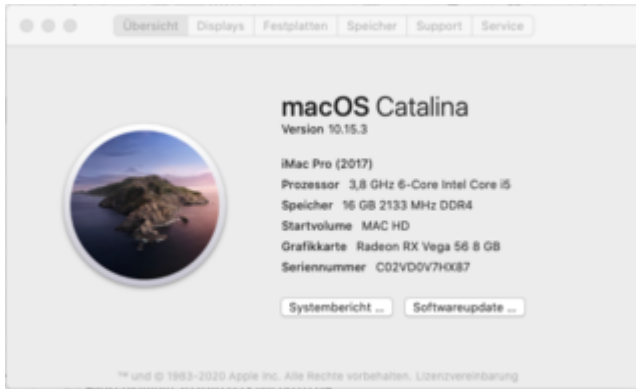 Übersicht Displays Festplatten Speicher Support Service
macOS Catalina
Version 10.15.3
iMac Pro (2017)
Prozessor 3,8 GHz 6-Core Intel Core i5
Speicher 16 GB 2133 MHz DDR4
Startvolume MAC HD
Grafikkarte Radeon RX Vega 56 8 GB
Seriennummer C02VD0V7HX87
Systembericht ... Softwareupdate ...
™ und © 1983-2020 Apple Inc. Alle Rechte vorbehalten. Lizenzvereinbarung